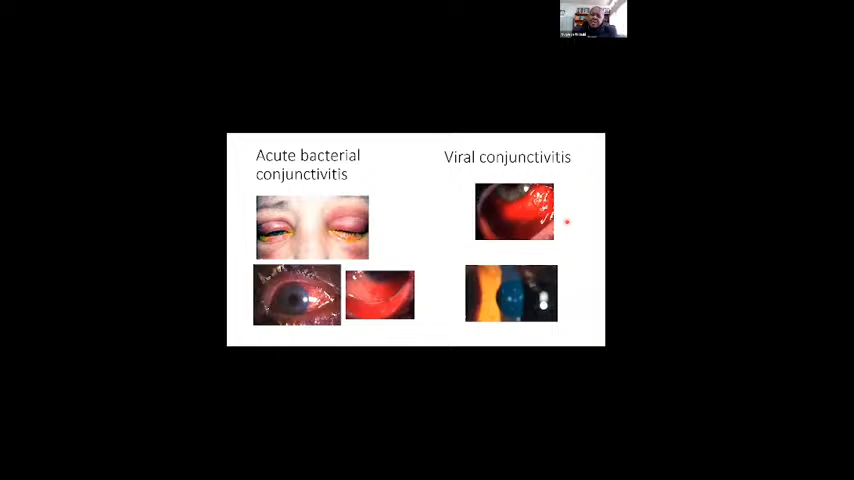 Acute bacterial
conjunctivitis
Viral conjunctivitis